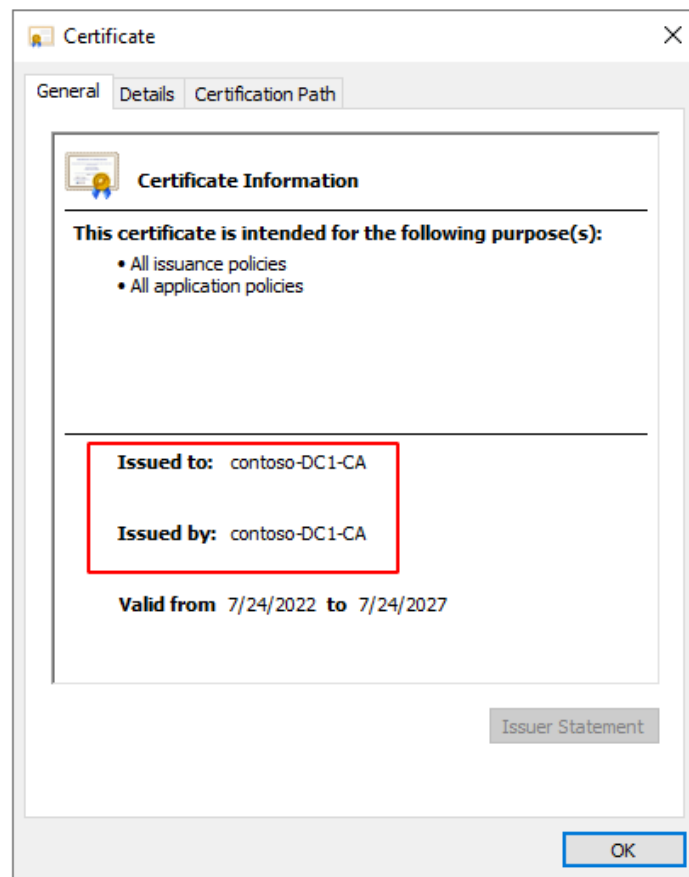 Certificate
General Details Certification Path
Certificate Information
This certificate is intended for the following purpose(s):
• All issuance policies
• All application policies
Issued to: contoso-DC1-CA
Issued by: contoso-DC1-CA
Valid from 7/24/2022 to 7/24/2027
Issuer Statement
OK